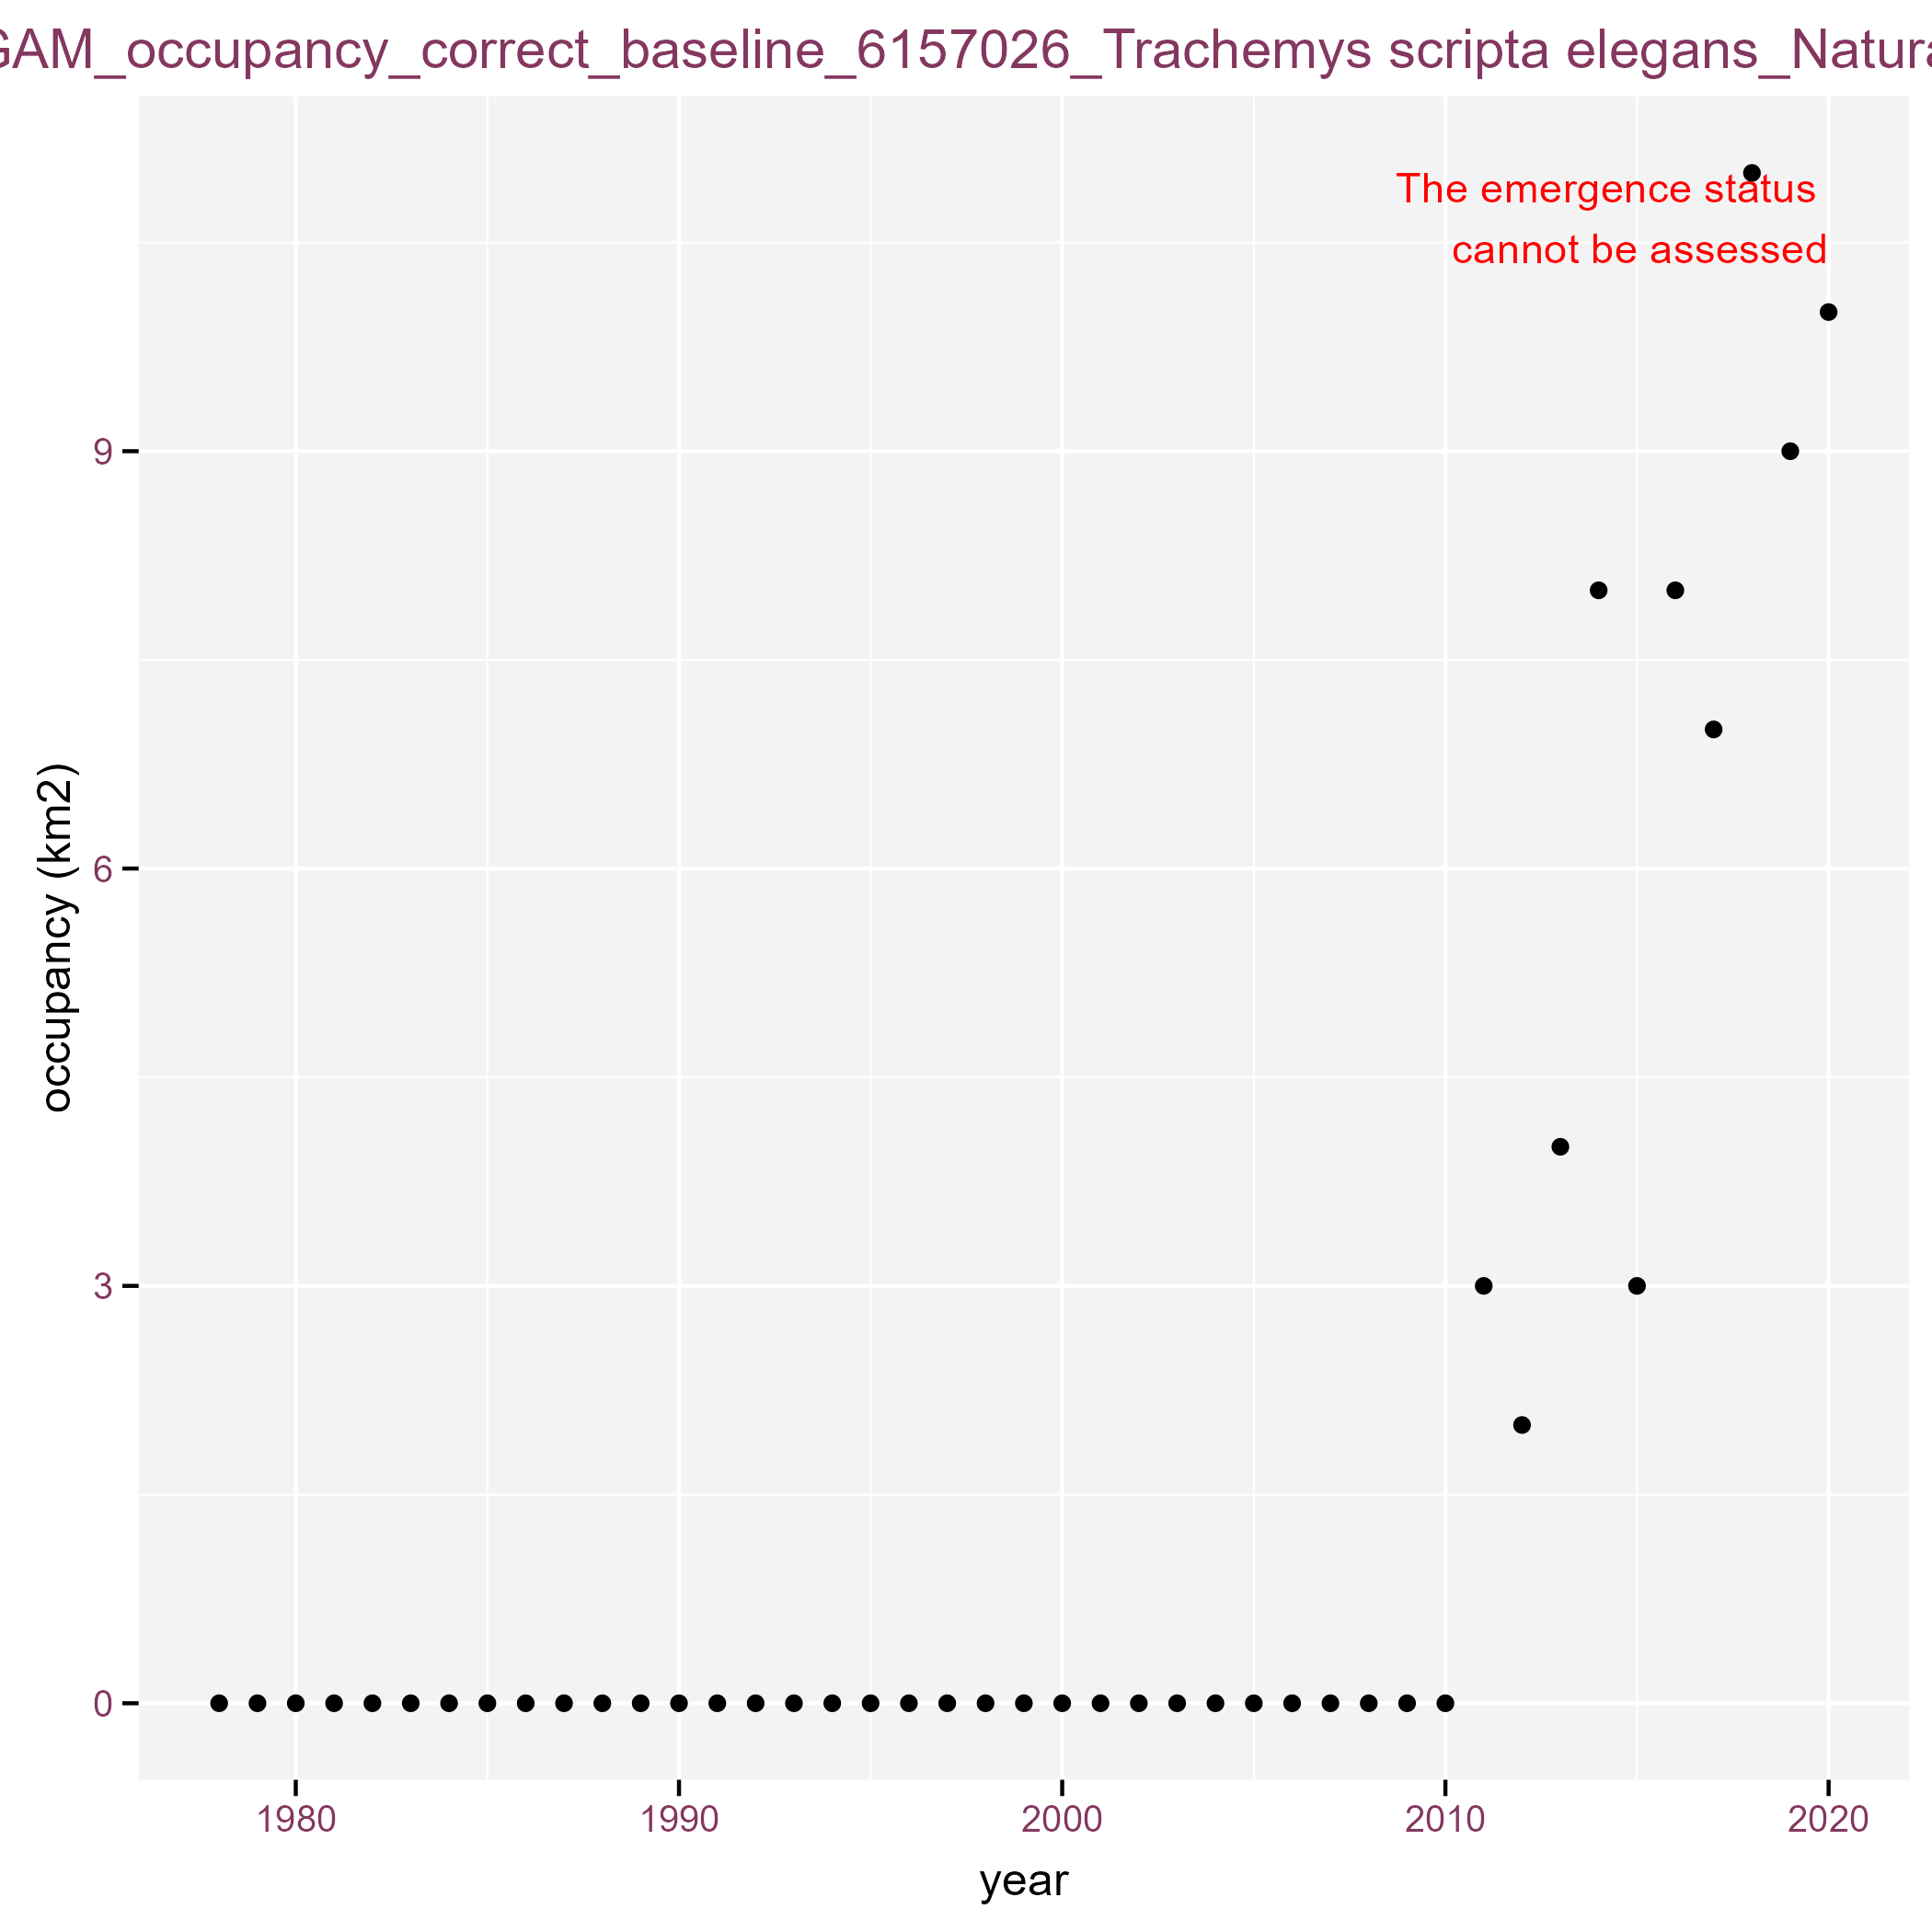 GAM_occupancy_correct_baseline_6157026_Trachemys scripta elegans_Natura
The emergence status
cannot be assessed
9
6
3
0
occupancy (km2)
1980 1990 2000 2010 2020
year